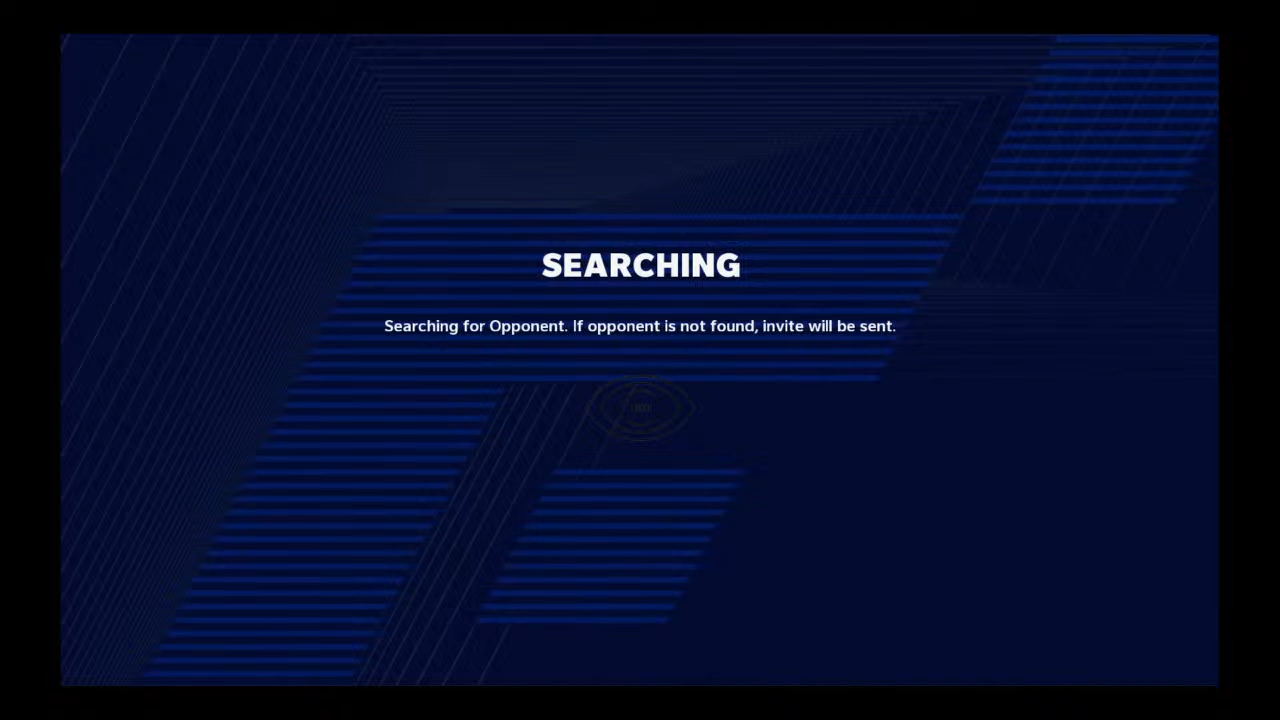 SEARCHING
Searching for Opponent. If opponent is not found, invite will be sent.